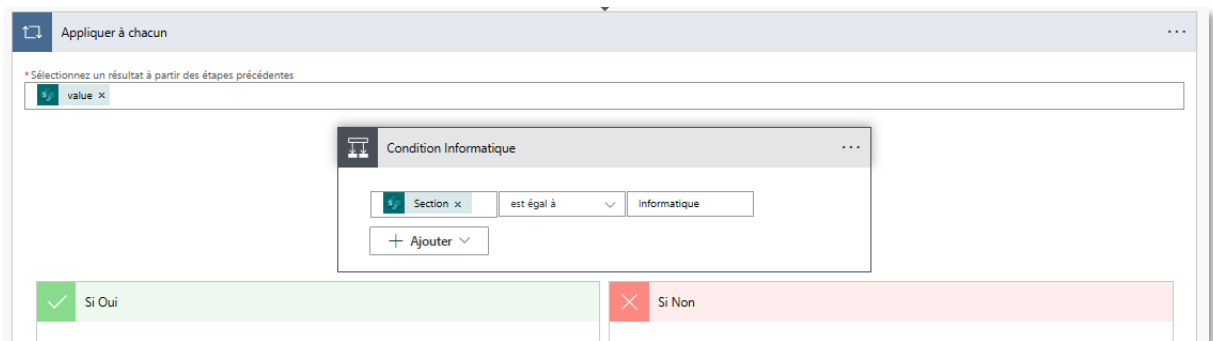 Appliquer à chacun
* Sélectionnez un résultat à partir des étapes précédentes
value ×
Condition Informatique
Section × est égal à Informatique
+ Ajouter
Si Oui
Si Non